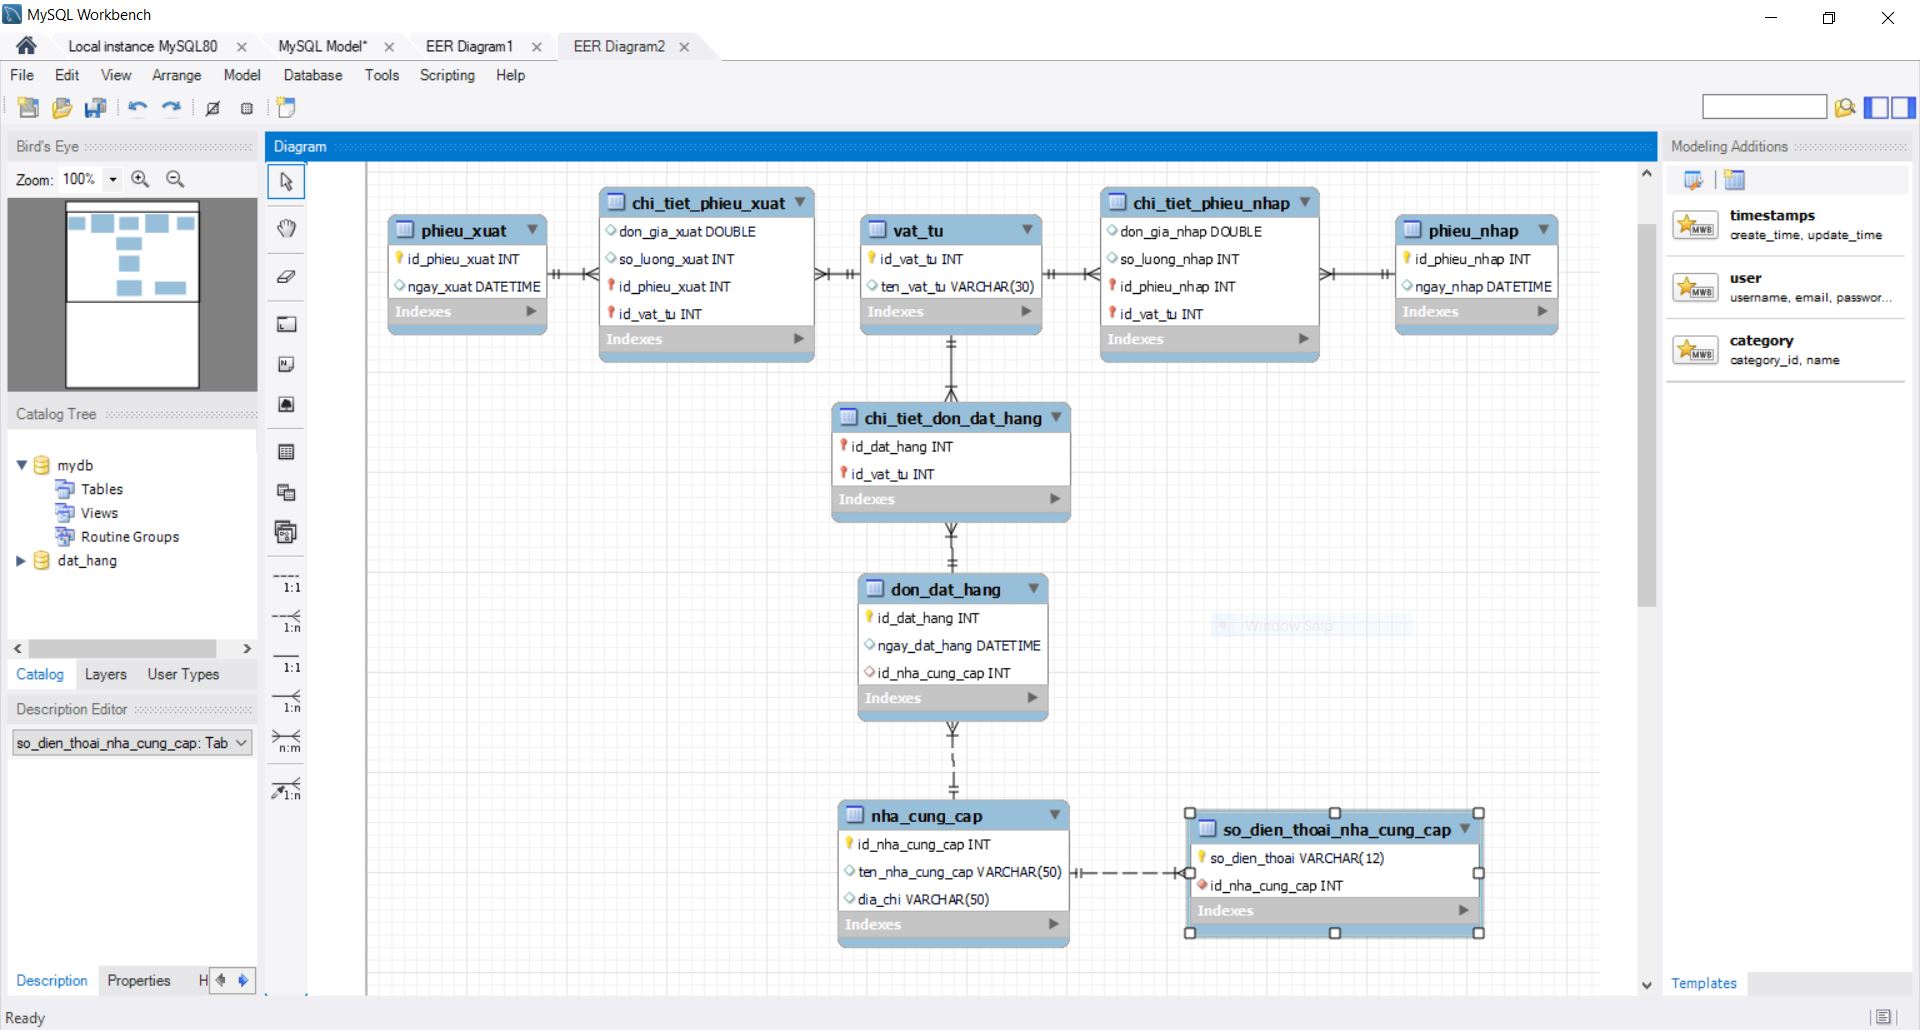 MySQL Workbench
Local instance MySQL80
MySQL Model*
EER Diagram1
EER Diagram2
File Edit View Arrange Model Database Tools Scripting Help
Bird's Eye
Zoom: 100%
Catalog Tree
mydb
Tables
Views
Routine Groups
dat_hang
Catalog Layers User Types
Description Editor
so_dien_thoai_nha_cung_cap: Tab
Description Properties H
Ready
Diagram
1:1
1:n
1:1
1:n
n:m
1:n
phieu_xuat
id_phieu_xuat INT
ngay_xuat DATETIME
Indexes
chi_tiet_phieu_xuat
don_gia_xuat DOUBLE
so_luong_xuat INT
id_phieu_xuat INT
id_vat_tu INT
Indexes
vat_tu
id_vat_tu INT
ten_vat_tu VARCHAR(30)
Indexes
chi_tiet_phieu_nhap
don_gia_nhap DOUBLE
so_luong_nhap INT
id_phieu_nhap INT
id_vat_tu INT
Indexes
phieu_nhap
id_phieu_nhap INT
ngay_nhap DATETIME
Indexes
chi_tiet_don_dat_hang
id_dat_hang INT
id_vat_tu INT
Indexes
don_dat_hang
id_dat_hang INT
ngay_dat_hang DATETIME
id_nha_cung_cap INT
Indexes
Window Snip
nha_cung_cap
id_nha_cung_cap INT
ten_nha_cung_cap VARCHAR(50)
dia_chi VARCHAR(50)
Indexes
so_dien_thoai_nha_cung_cap
so_dien_thoai VARCHAR(12)
id_nha_cung_cap INT
Indexes
Modeling Additions
MWB
timestamps
create_time, update_time
MWB
user
username, email, passwor...
MWB
category
category_id, name
Templates